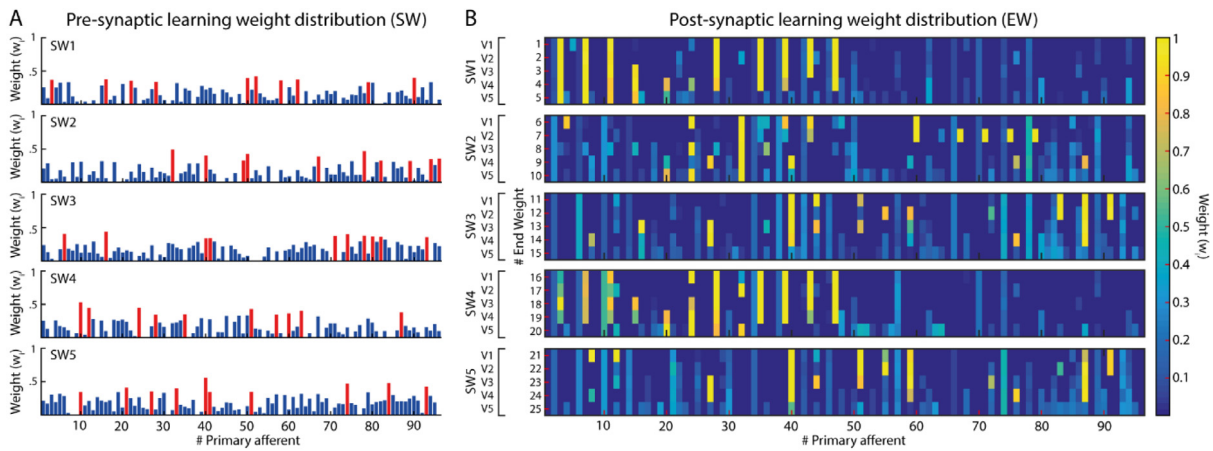 A Pre-synaptic learning weight distribution (SW)
Weight (wᵢ)
1
.5
SW1
Weight (wᵢ)
1
.5
SW2
Weight (wᵢ)
1
.5
SW3
Weight (wᵢ)
1
.5
SW4
Weight (wᵢ)
1
.5
SW5
10 20 30 40 50 60 70 80 90
# Primary afferent
B Post-synaptic learning weight distribution (EW)
SW1
V1
V2
V3
V4
V5
1
2
3
4
5
SW2
V1
V2
V3
V4
V5
6
7
8
9
10
SW3
V1
V2
V3
V4
V5
11
12
13
14
15
SW4
V1
V2
V3
V4
V5
16
17
18
19
20
SW5
V1
V2
V3
V4
V5
21
22
23
24
25
# End Weight
10 20 30 40 50 60 70 80 90
# Primary afferent
1
0.9
0.8
0.7
0.6
0.5
0.4
0.3
0.2
0.1
Weight (wᵢ)